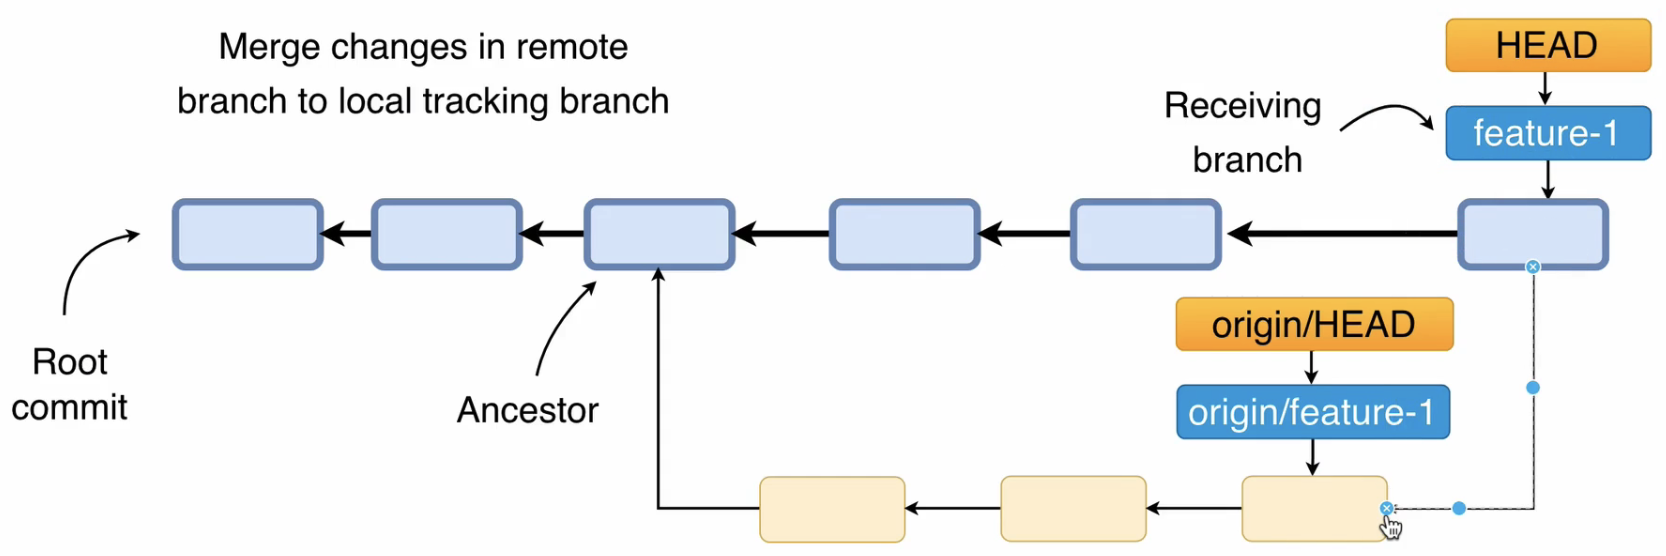 Merge changes in remote
branch to local tracking branch
HEAD
Receiving
branch
feature-1
origin/HEAD
origin/feature-1
Root
commit
Ancestor